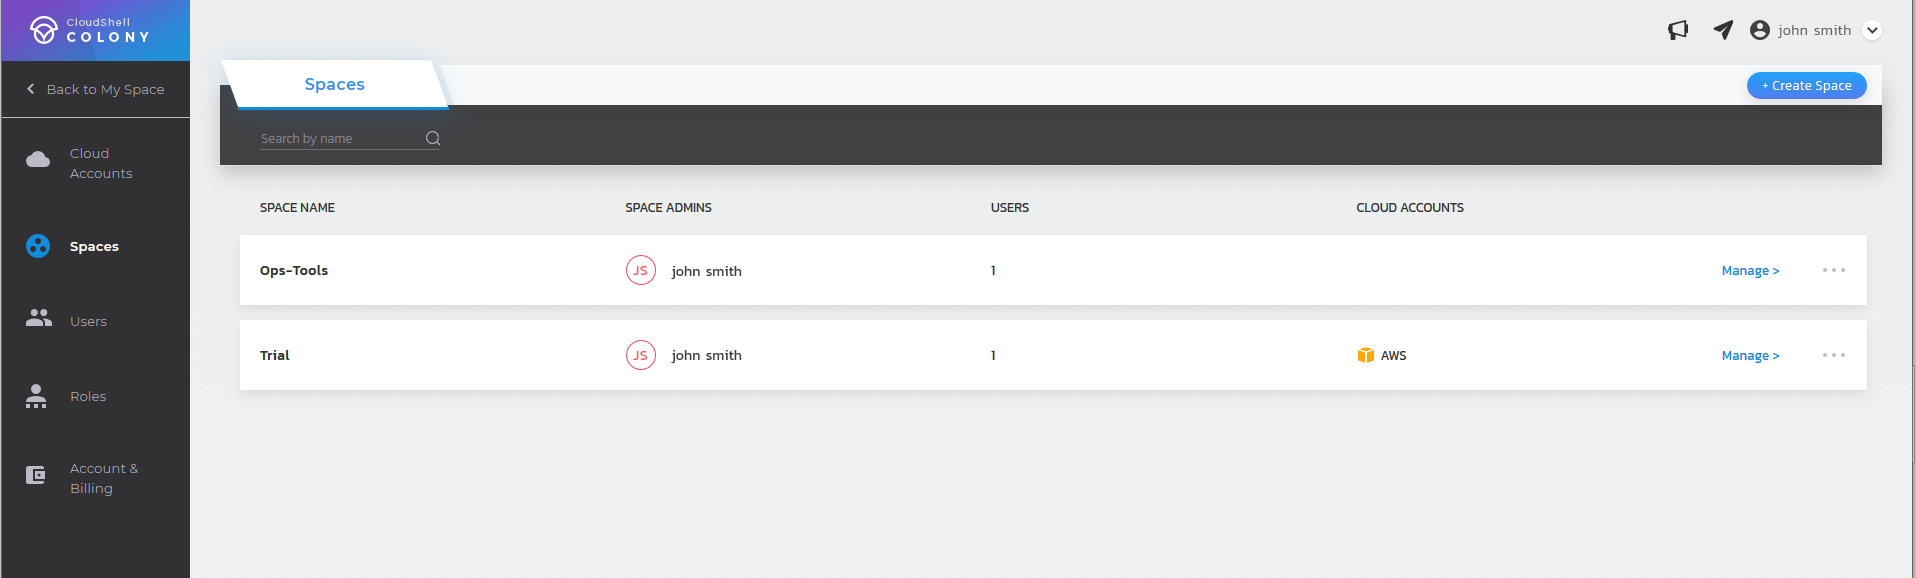 CloudShell
COLONY
john smith
Back to My Space
Spaces
+ Create Space
Search by name
Cloud
Accounts
Spaces
Users
Roles
Account &
Billing
SPACE NAME SPACE ADMINS USERS CLOUD ACCOUNTS
Ops-Tools JS john smith 1 Manage >
Trial JS john smith 1 AWS Manage >